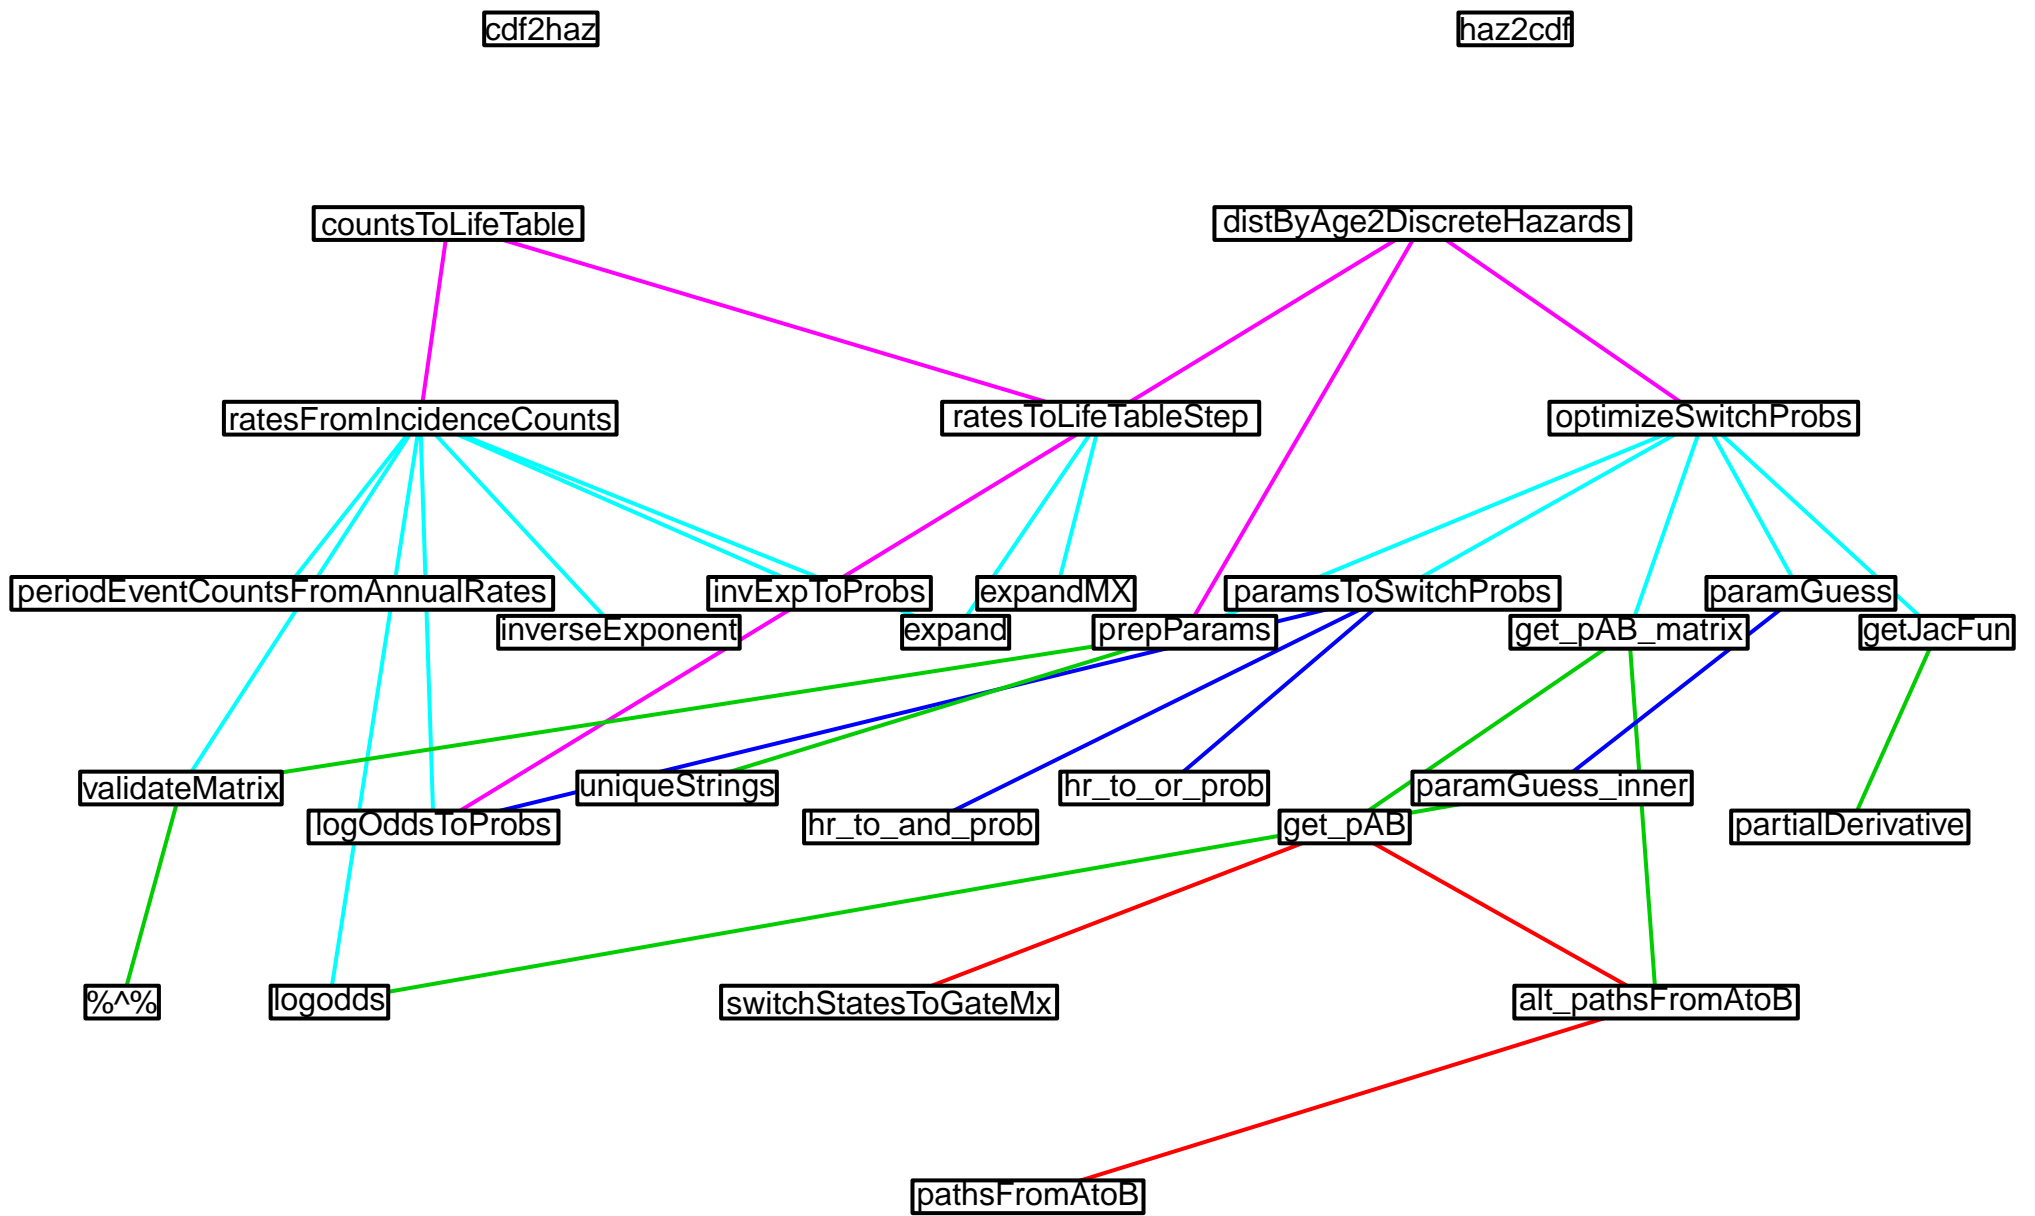 cdf2haz
haz2cdf
countsToLifeTable
distByAge2DiscreteHazards
ratesFromIncidenceCounts
ratesToLifeTableStep
optimizeSwitchProbs
periodEventCountsFromAnnualRates
invExpToProbs
expandMX
paramsToSwitchProbs
paramGuess
inverseExponent
expand
prepParams
get_pAB_matrix
getJacFun
validateMatrix
uniqueStrings
hr_to_or_prob
paramGuess_inner
logOddsToProbs
hr_to_and_prob
get_pAB
partialDerivative
%^%
logodds
switchStatesToGateMx
alt_pathsFromAtoB
pathsFromAtoB